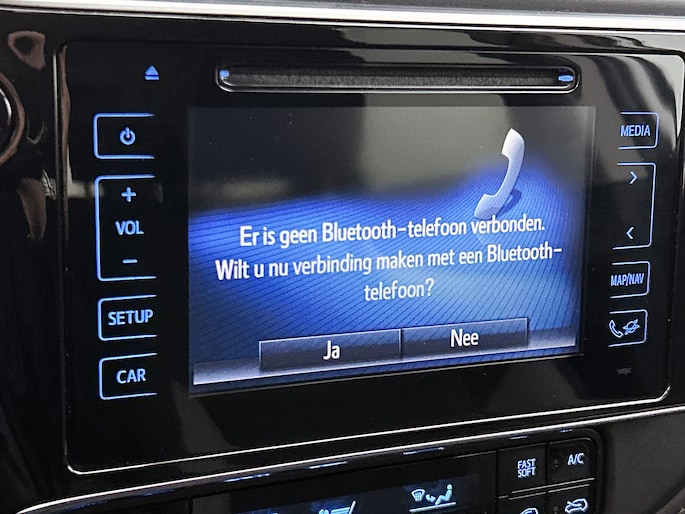 MEDIA
+
VOL
-
SETUP
CAR
>
<
MAP/NAV
Er is geen Bluetooth-telefoon verbonden.
Wilt u nu verbinding maken met een Bluetooth-
telefoon?
Ja
Nee
FAST
SOFT
A/C